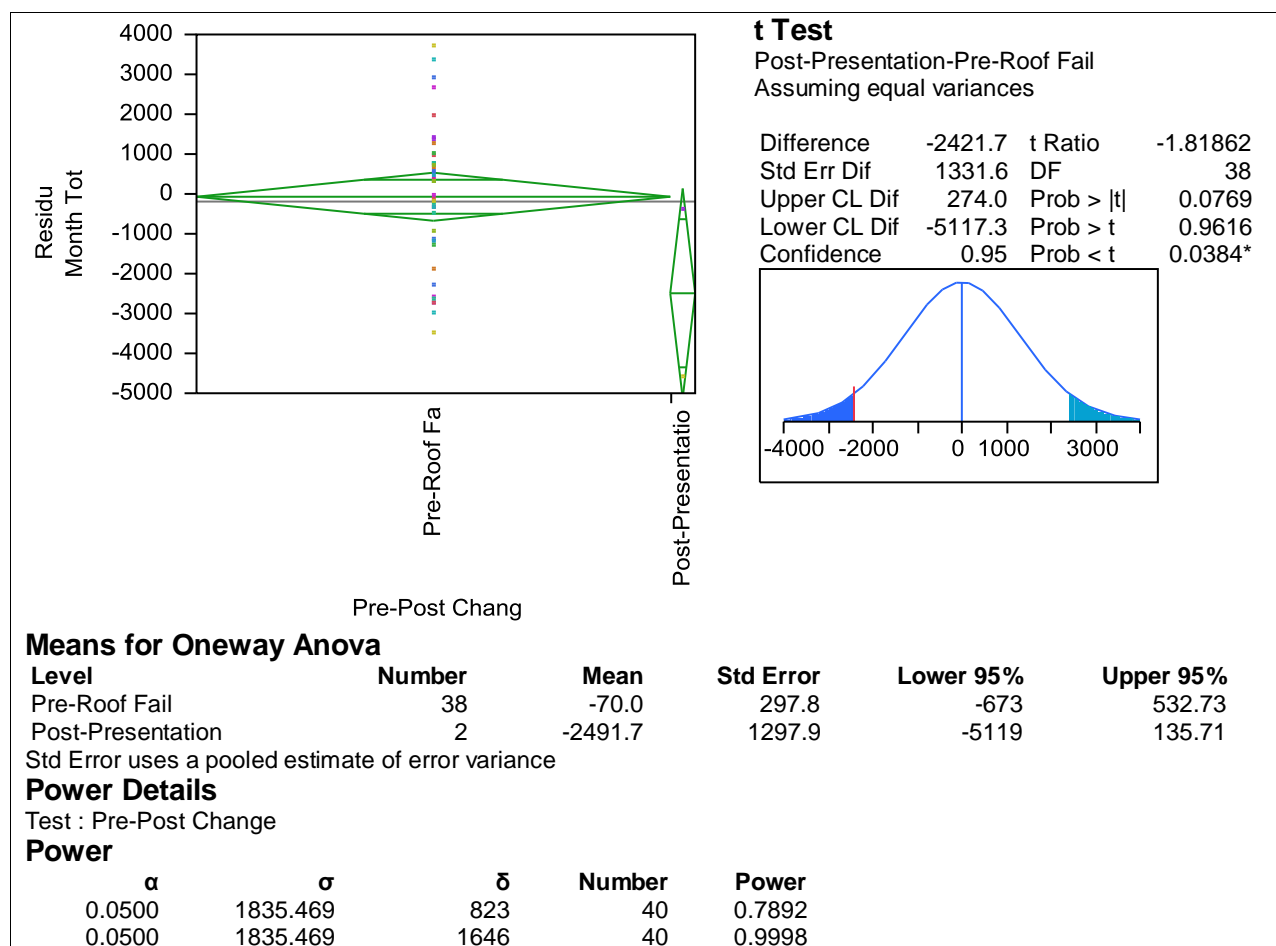 4000
3000
2000
1000
0
-1000
-2000
-3000
-4000
-5000
Residu
Month Tot
Pre-Roof Fa
Post-Presentatio
Pre-Post Chang
t Test
Post-Presentation-Pre-Roof Fail
Assuming equal variances
Difference -2421.7 t Ratio -1.81862
Std Err Dif 1331.6 DF 38
Upper CL Dif 274.0 Prob > |t| 0.0769
Lower CL Dif -5117.3 Prob > t 0.9616
Confidence 0.95 Prob < t 0.0384*
-4000 -2000 0 1000 3000
Means for Oneway Anova
Level Number Mean Std Error Lower 95% Upper 95%
Pre-Roof Fail 38 -70.0 297.8 -673 532.73
Post-Presentation 2 -2491.7 1297.9 -5119 135.71
Std Error uses a pooled estimate of error variance
Power Details
Test : Pre-Post Change
Power
α σ δ Number Power
0.0500 1835.469 823 40 0.7892
0.0500 1835.469 1646 40 0.9998